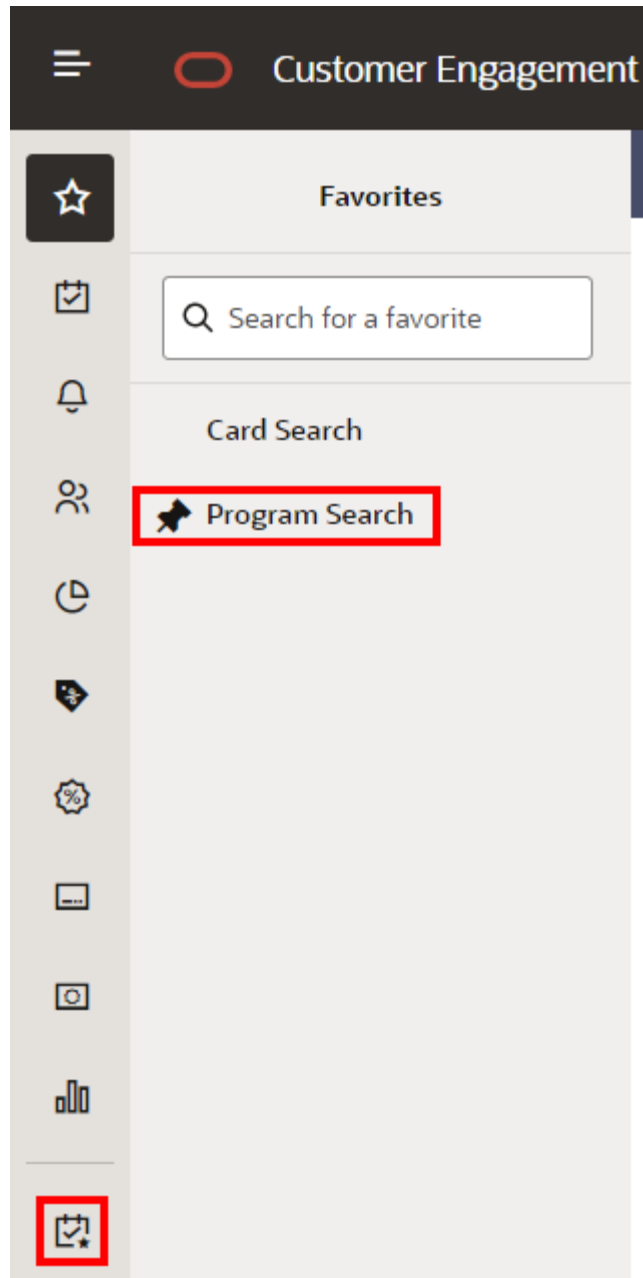 Customer Engagement
Favorites
Search for a favorite
Card Search
Program Search